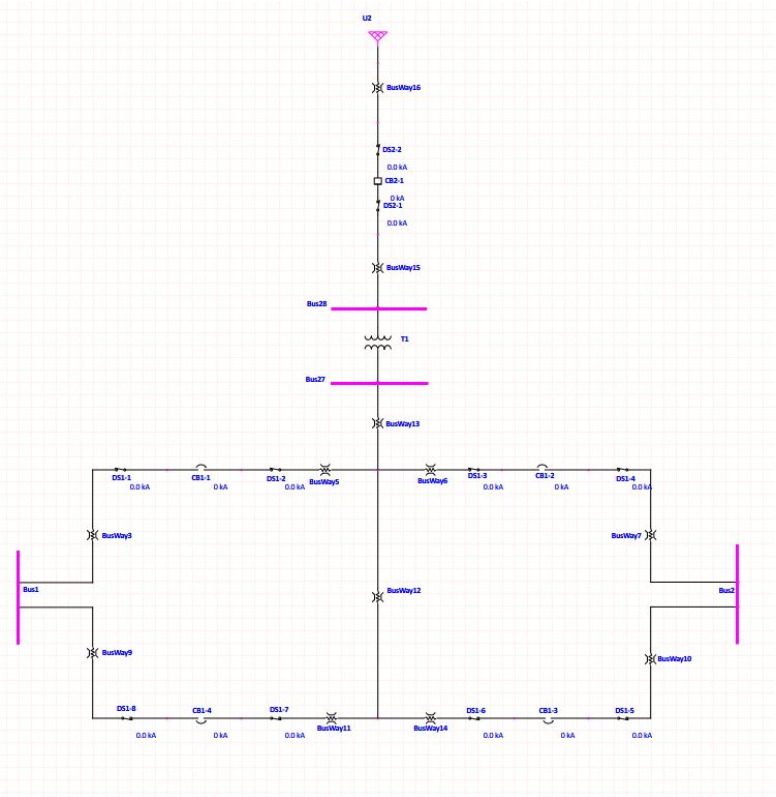 U2
BusWay16
DS2-2
0.0 kA
CB2-1
0 kA
DS2-1
0.0 kA
BusWay15
Bus28
T1
Bus27
BusWay13
DS1-1 CB1-1 DS1-2 BusWay5 BusWay6 DS1-3 CB1-2 DS1-4
0.0 kA 0 kA 0.0 kA 0.0 kA 0 kA 0.0 kA
BusWay3 BusWay7
Bus1 BusWay12 Bus2
BusWay9 BusWay10
DS1-8 CB1-4 DS1-7 DS1-6 CB1-3 DS1-5
BusWay11 BusWay14
0.0 kA 0 kA 0.0 kA 0.0 kA 0 kA 0.0 kA